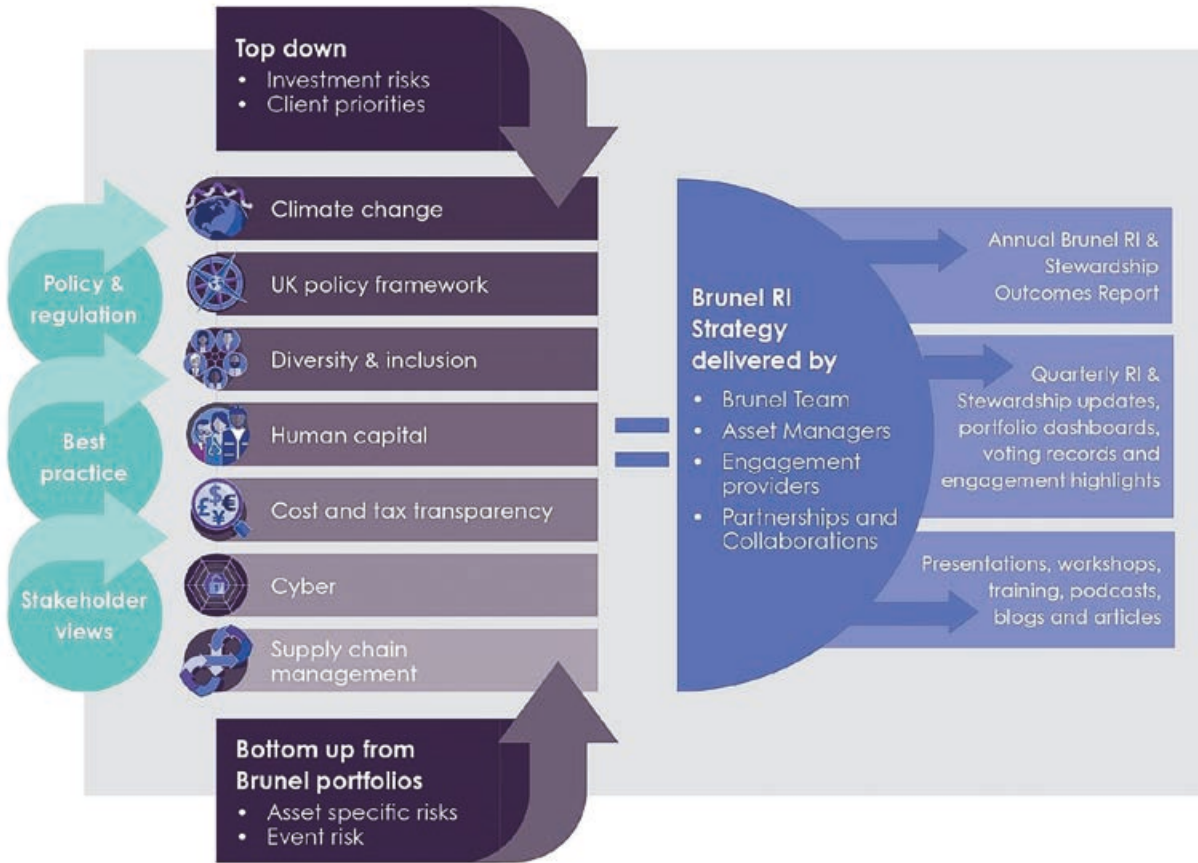 Top down
• Investment risks
• Client priorities
Policy &
regulation
Best
practice
Stakeholder
views
Climate change
UK policy framework
Diversity & inclusion
Human capital
$
£ €
¥
Cost and tax transparency
Cyber
Supply chain
management
Bottom up from
Brunel portfolios
• Asset specific risks
• Event risk
=
Brunel RI
Strategy
delivered by
• Brunel Team
• Asset Managers
• Engagement
providers
• Partnerships and
Collaborations
Annual Brunel RI &
Stewardship
Outcomes Report
Quarterly RI &
Stewardship updates,
portfolio dashboards,
voting records and
engagement highlights
Presentations, workshops,
training, podcasts,
blogs and articles